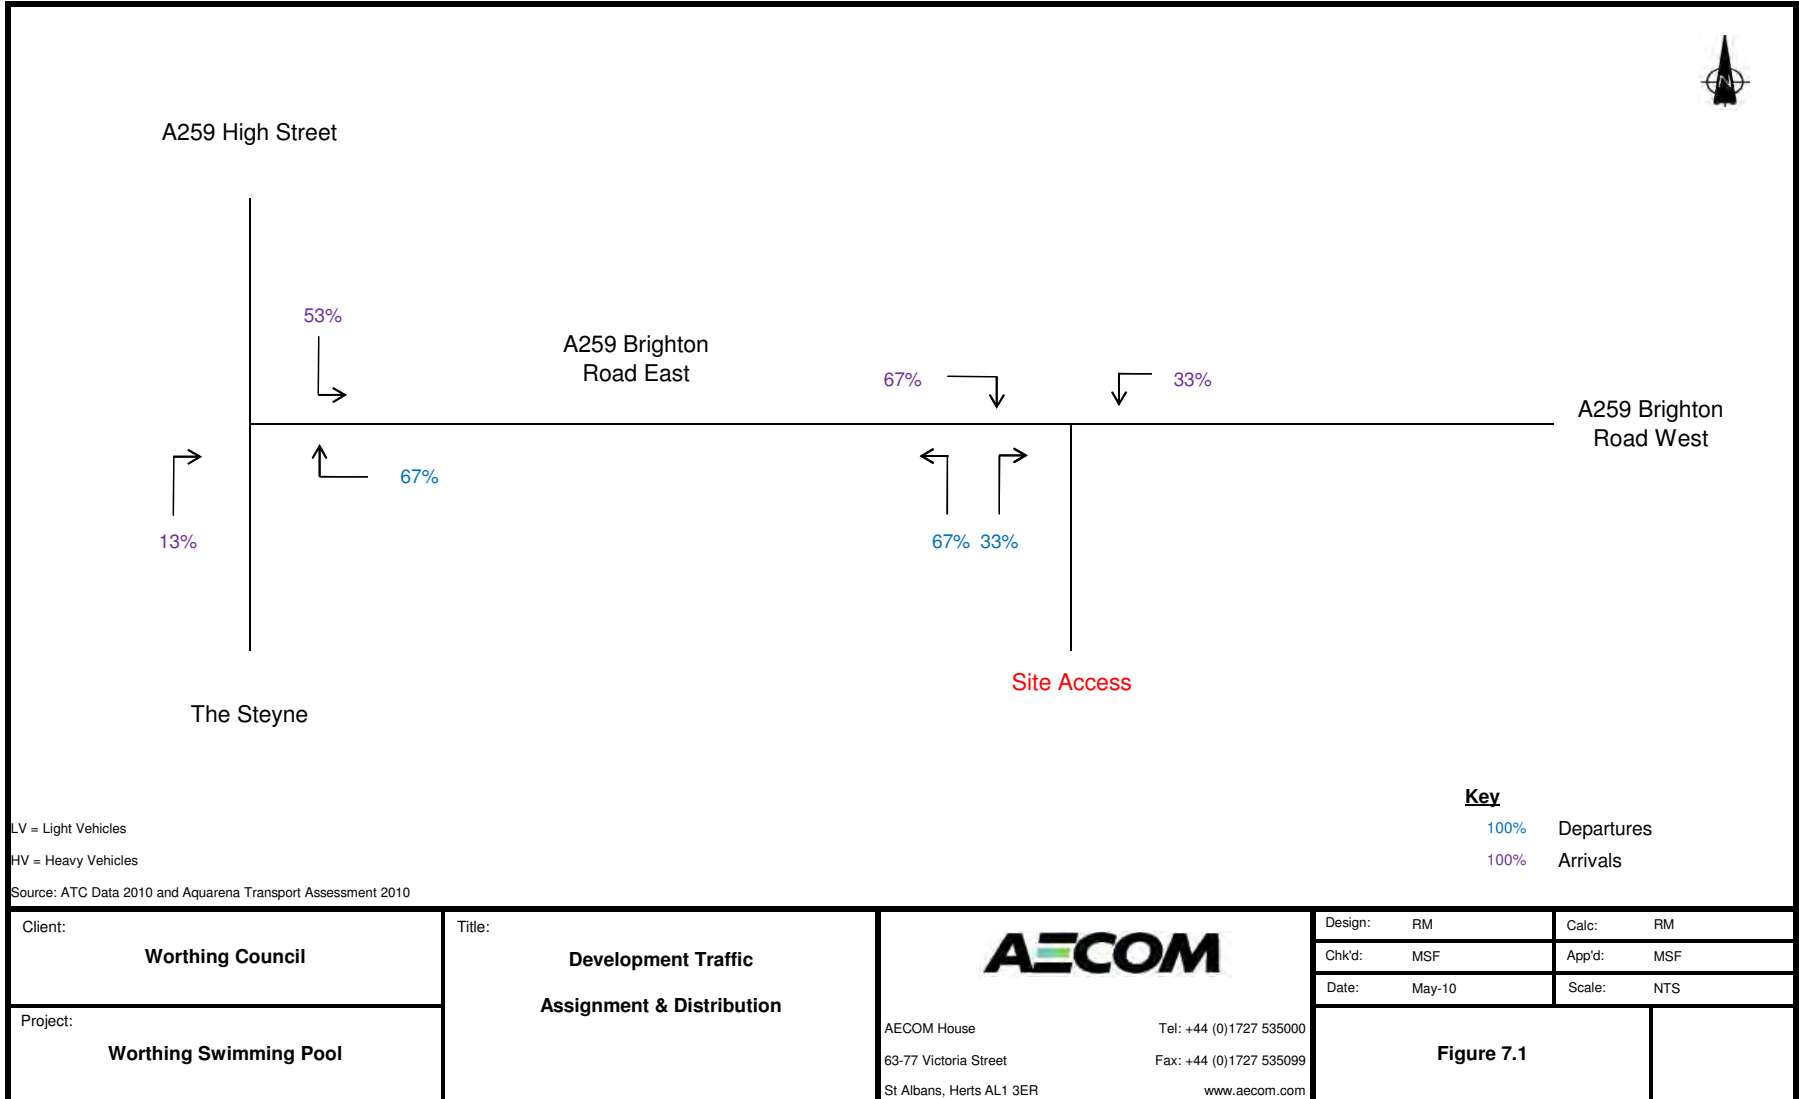 N
A259 High Street
53%
A259 Brighton
Road East
67%
33%
A259 Brighton
Road West
67%
13%
67% 33%
Site Access
The Steyne
Key
LV = Light Vehicles
100% Departures
HV = Heavy Vehicles
100% Arrivals
Source: ATC Data 2010 and Aquarena Transport Assessment 2010
Client:
Worthing Council
Project:
Worthing Swimming Pool
Title:
Development Traffic
Assignment & Distribution
AECOM
AECOM House
Tel: +44 (0)1727 535000
63-77 Victoria Street
Fax: +44 (0)1727 535099
St Albans, Herts AL1 3ER
www.aecom.com
Design: RM
Calc: RM
Chk'd: MSF
App'd: MSF
Date: May-10
Scale: NTS
Figure 7.1